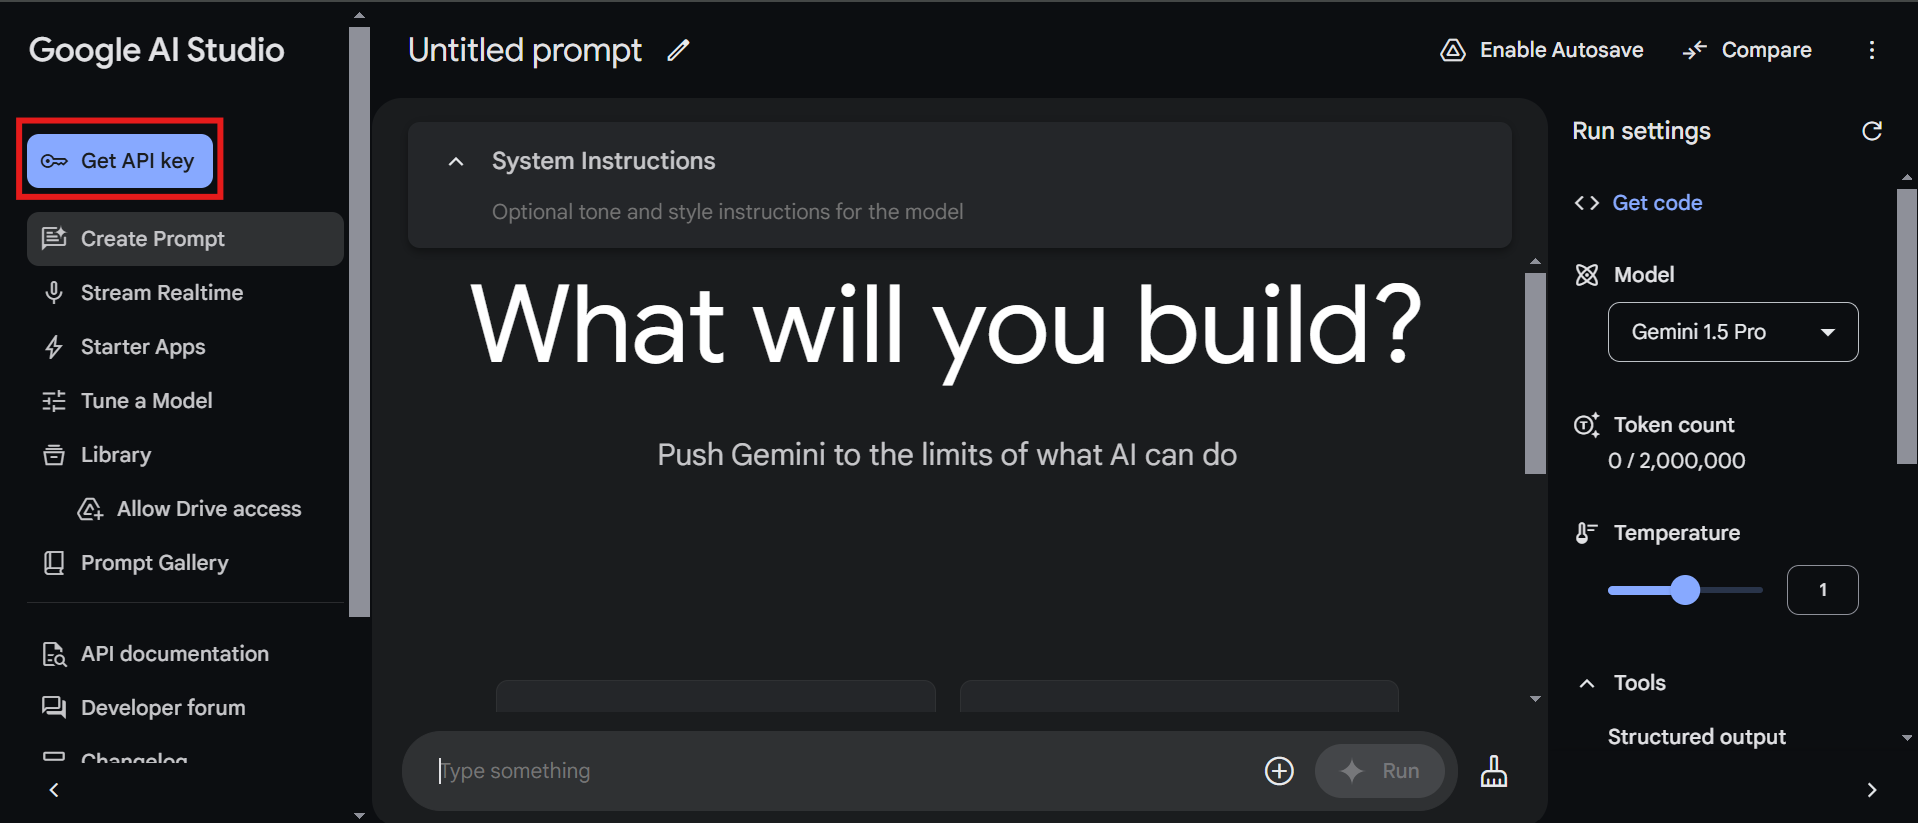 Google AI Studio
Get API key
Create Prompt
Stream Realtime
Starter Apps
Tune a Model
Library
Allow Drive access
Prompt Gallery
API documentation
Developer forum
Changelog
Untitled prompt
Enable Autosave
Compare
System Instructions
Optional tone and style instructions for the model
What will you build?
Push Gemini to the limits of what AI can do
Type something
Run
Run settings
Get code
Model
Gemini 1.5 Pro
Token count
0 / 2,000,000
Temperature
1
Tools
Structured output